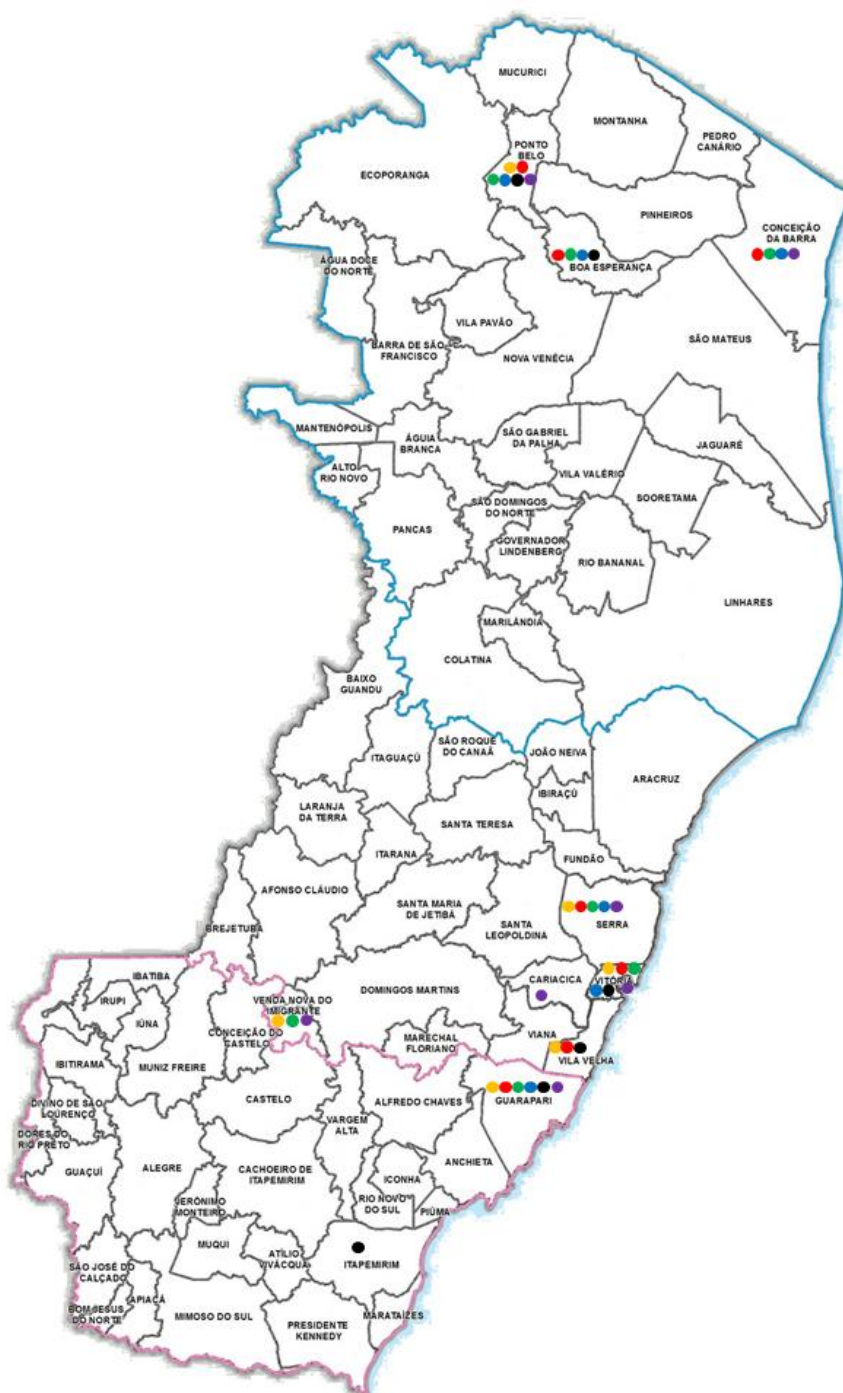 MUCURICI
MONTANHA
PEDRO
CANÁRIO
PONTO
BELO
ECOPORANGA
PINHEIROS
CONCEIÇÃO
DA BARRA
BOA ESPERANÇA
ÁGUA DOCE
DO NORTE
VILA PAVÃO
BARRA DE SÃO
FRANCISCO
NOVA VENÉCIA
SÃO MATEUS
MANTENÓPOLIS
ÁGUIA
BRANCA
SÃO GABRIEL
DA PALHA
JAGUARÉ
ALTO
RIO NOVO
VILA VALÉRIO
SOORETAMA
SÃO DOMINGOS
DO NORTE
PANCAS
GOVERNADOR
LINDENBERG
RIO BANANAL
LINHARES
MARILÂNDIA
COLATINA
BAIXO
GUANDU
SÃO ROQUE
DO CANAÃ
JOÃO NEIVA
ITAGUAÇÚ
ARACRUZ
IBIRAÇÚ
LARANJA
DA TERRA
SANTA TERESA
ITARANA
FUNDÃO
AFONSO CLÁUDIO
SANTA MARIA
DE JETIBÁ
SANTA
LEOPOLDINA
SERRA
BREJETUBA
IBATIBA
CARIACICA
VITÓRIA
DOMINGOS MARTINS
IRUPI
VENDA NOVA DO
IMIGRANTE
IÚNA
CONCEIÇÃO DO
CASTELO
MARECHAL
FLORIANO
VIANA
VILA VELHA
IBITIRAMA
MUNIZ FREIRE
CASTELO
ALFREDO CHAVES
GUARAPARI
DIVINO DE SÃO
LOURENÇO
VARGEM
ALTA
DORES DO
RIO PRETO
GUAÇUÍ
ALEGRE
CACHOEIRO DE
ITAPEMIRIM
ANCHIETA
ICONHA
JERÔNIMO
MONTEIRO
RIO NOVO
DO SUL
PIÚMA
MUQUI
ATÍLIO
VIVÁCQUA
ITAPEMIRIM
SÃO JOSÉ DO
CALÇADO
APIACÁ
BOM JESUS
DO NORTE
MIMOSO DO SUL
PRESIDENTE
KENNEDY
MARATAÍZES